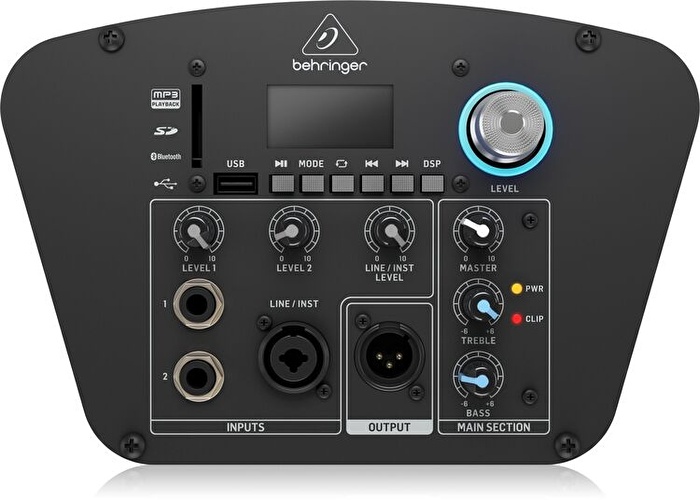 behringer
MP3
PLAYBACK
SD
Bluetooth
USB
MODE
DSP
LEVEL
0 10
LEVEL 1
0 10
LEVEL 2
0 10
LINE / INST
LEVEL
0 10
MASTER
1
LINE / INST
PWR
CLIP
-6 +6
TREBLE
2
-6 +6
BASS
INPUTS
OUTPUT
MAIN SECTION